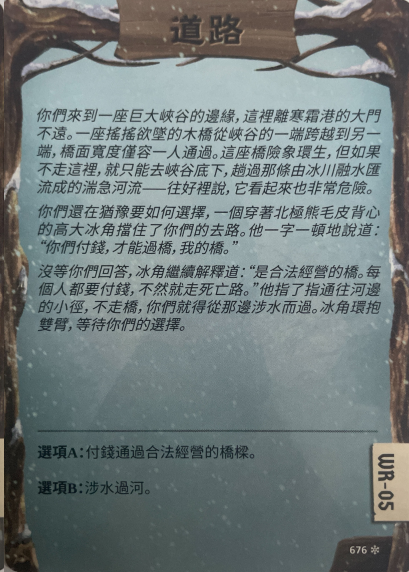 道路
你們來到一座巨大峽谷的邊緣，這裡離寒霜港的大門
不遠。一座搖搖欲墜的木橋從峽谷的一端跨越到另一
端，橋面寬度僅容一人通過。這座橋險象環生，但如果
不走這裡，就只能去峽谷底下，趟過那條由冰川融水匯
流成的湍急河流——往好裡說，它看起來也非常危險。
你們還在猶豫要如何選擇，一個穿著北極熊毛皮背心
的高大冰角擋住了你們的去路。他一字一頓地說道：
“你們付錢，才能過橋，我的橋。”
沒等你們回答，冰角繼續解釋道：“是合法經營的橋。每
個人都要付錢，不然就走死亡路。”他指了指通往河邊
的小徑，不走橋，你們就得從那邊涉水而過。冰角環抱
雙臂，等待你們的選擇。
選項A：付錢通過合法經營的橋樑。
選項B：涉水過河。
WR-05
676